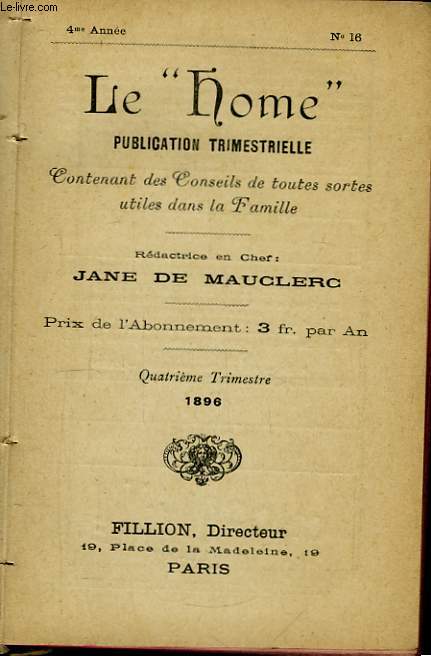 Le-livre.com
4me Année No 16
Le "Home"
PUBLICATION TRIMESTRIELLE
Contenant des Conseils de toutes sortes
utiles dans la Famille
Rédactrice en Chef:
JANE DE MAUCLERC
Prix de l'Abonnement: 3 fr. par An
Quatrième Trimestre
1896
FILLION, Directeur
19, Place de la Madeleine, 19
PARIS